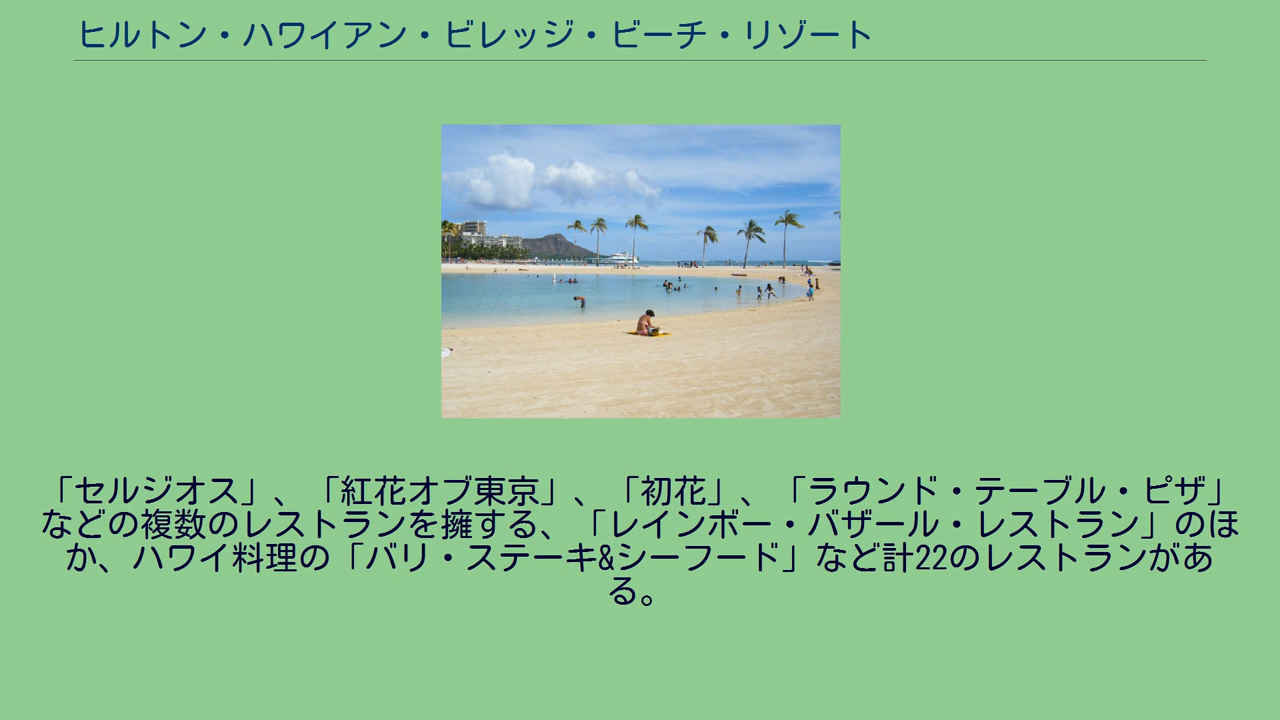 ヒルトン・ハワイアン・ビレッジ・ビーチ・リゾート
「セルジオス」、「紅花オブ東京」、「初花」、「ラウンド・テーブル・ピザ」
などの複数のレストランを擁する、「レインボー・バザール・レストラン」のほ
か、ハワイ料理の「バリ・ステーキ&シーフード」など計22のレストランがあ
る。